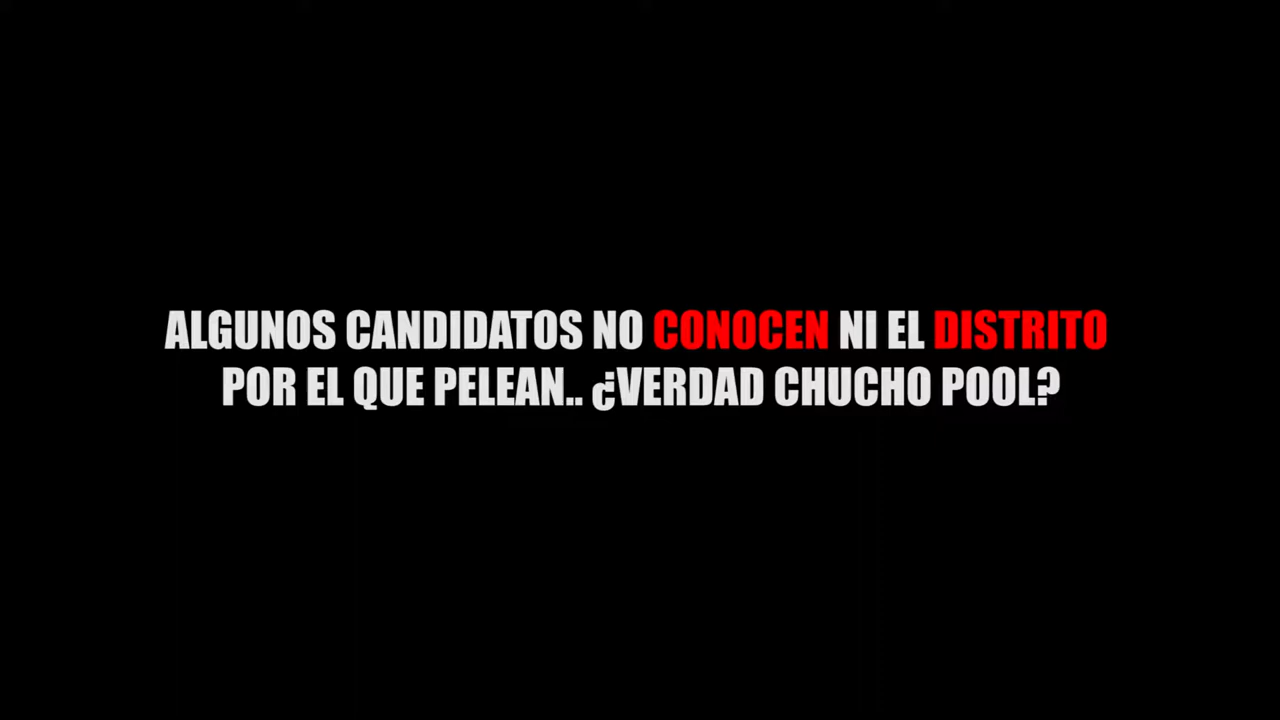 ALGUNOS CANDIDATOS NO CONOCEN NI EL DISTRITO
POR EL QUE PELEAN.. ¿VERDAD CHUCHO POOL?